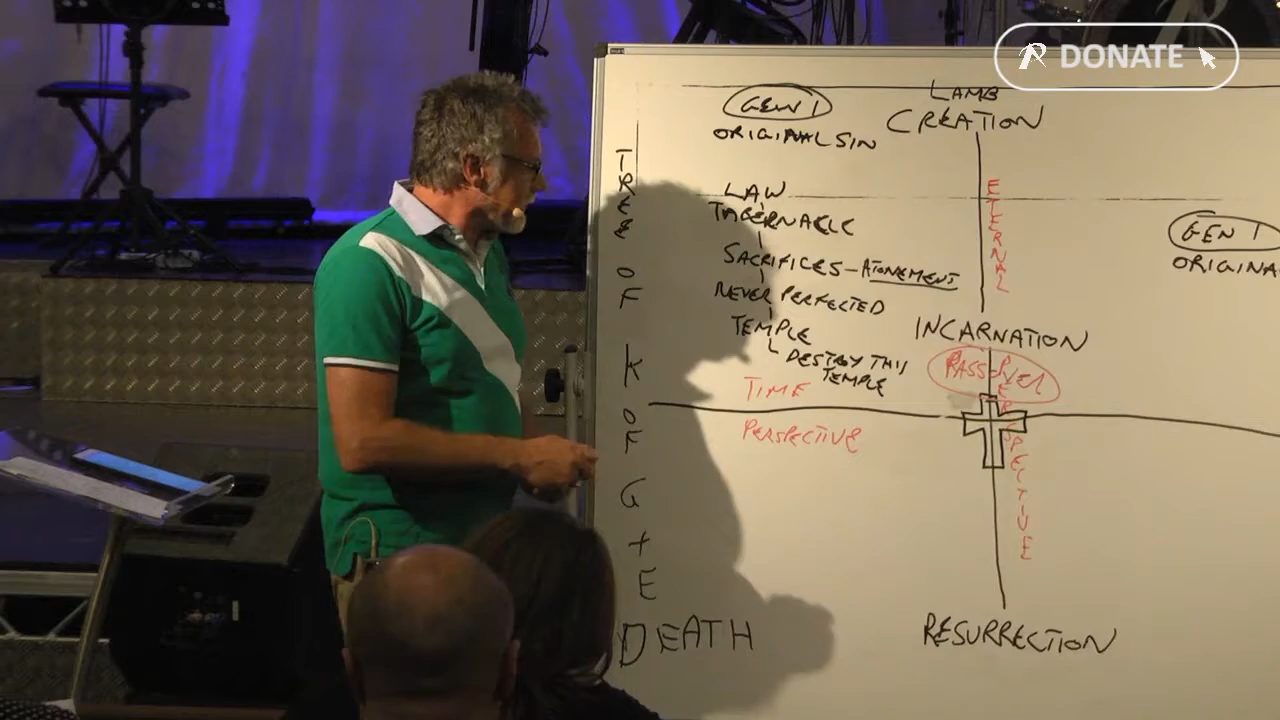 DONATE
LAMB
CREATION
GEN 1
ORIGINAL SIN
TREE OF K OF G + E
DEATH
LAW
TABERNACLE
SACRIFICES - ATONEMENT
NEVER PERFECTED
TEMPLE
DESTROY THIS
TEMPLE
TIME
PERSPECTIVE
ETERNAL
PERSPECTIVE
INCARNATION
PASSOVER
RESURRECTION
GEN 1
ORIGINA